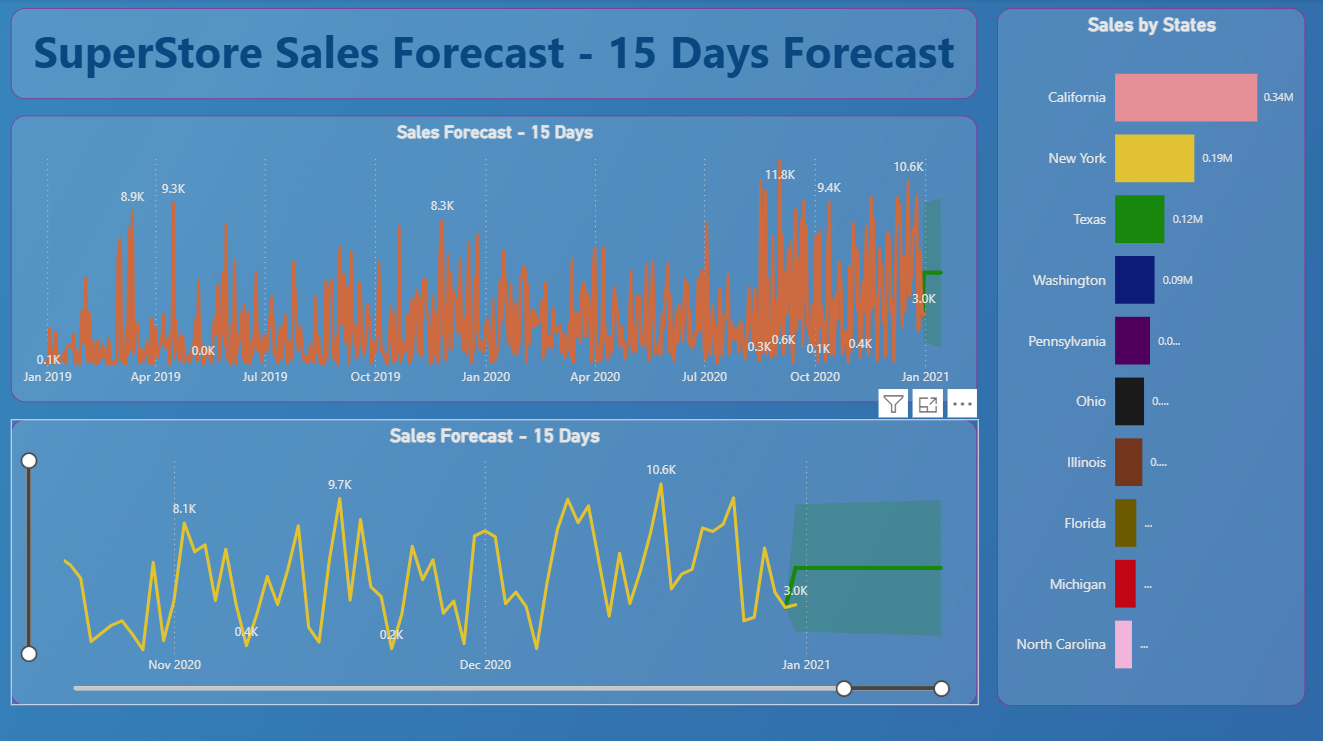 SuperStore Sales Forecast - 15 Days Forecast
Sales Forecast - 15 Days
8.9K
9.3K
8.3K
11.8K
9.4K
10.6K
3.0K
0.1K
0.0K
0.3K
0.6K
0.1K
0.4K
Jan 2019
Apr 2019
Jul 2019
Oct 2019
Jan 2020
Apr 2020
Jul 2020
Oct 2020
Jan 2021
Sales Forecast - 15 Days
8.1K
9.7K
10.6K
3.0K
0.4K
0.2K
Nov 2020
Dec 2020
Jan 2021
Sales by States
California 0.34M
New York 0.19M
Texas 0.12M
Washington 0.09M
Pennsylvania 0.0...
Ohio 0....
Illinois 0....
Florida ...
Michigan ...
North Carolina ...